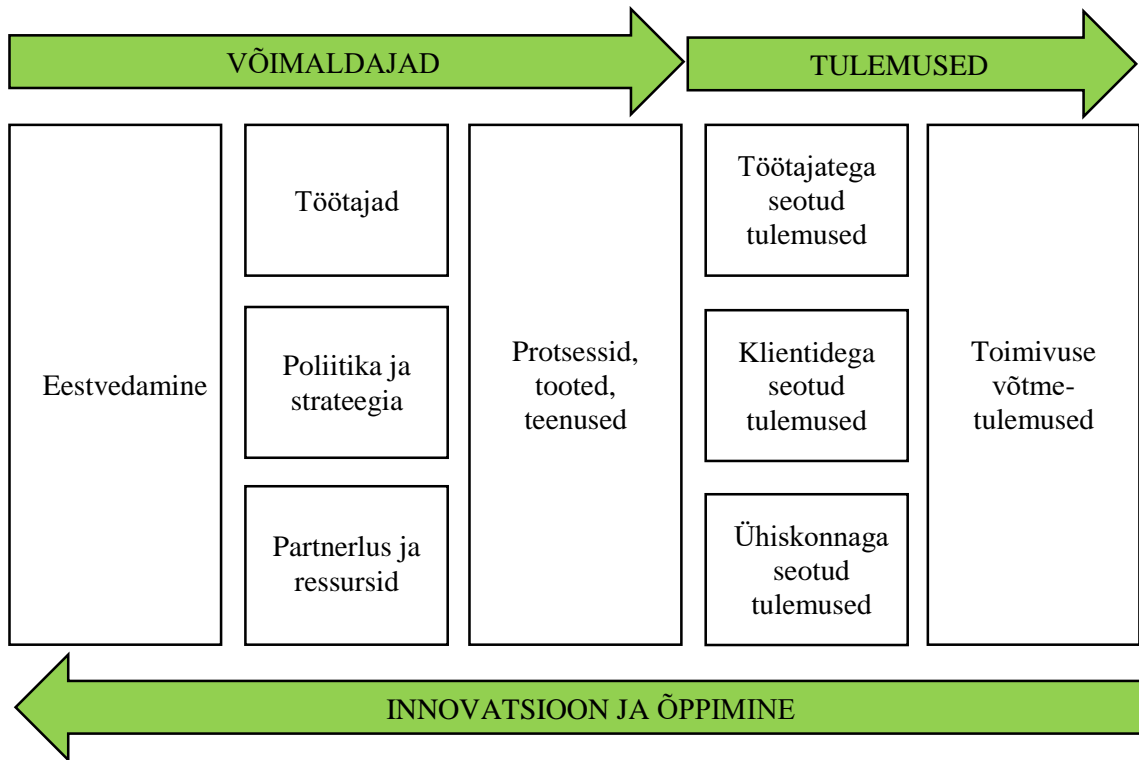 VÕIMALDAJAD
TULEMUSED
Eestvedamine
Töötajad
Poliitika ja
strateegia
Partnerlus ja
ressursid
Protsessid,
tooted,
teenused
Töötajatega
seotud
tulemused
Klientidega
seotud
tulemused
Ühiskonnaga
seotud
tulemused
Toimivuse
võtme-
tulemused
INNOVATSIOON JA ÕPPIMINE